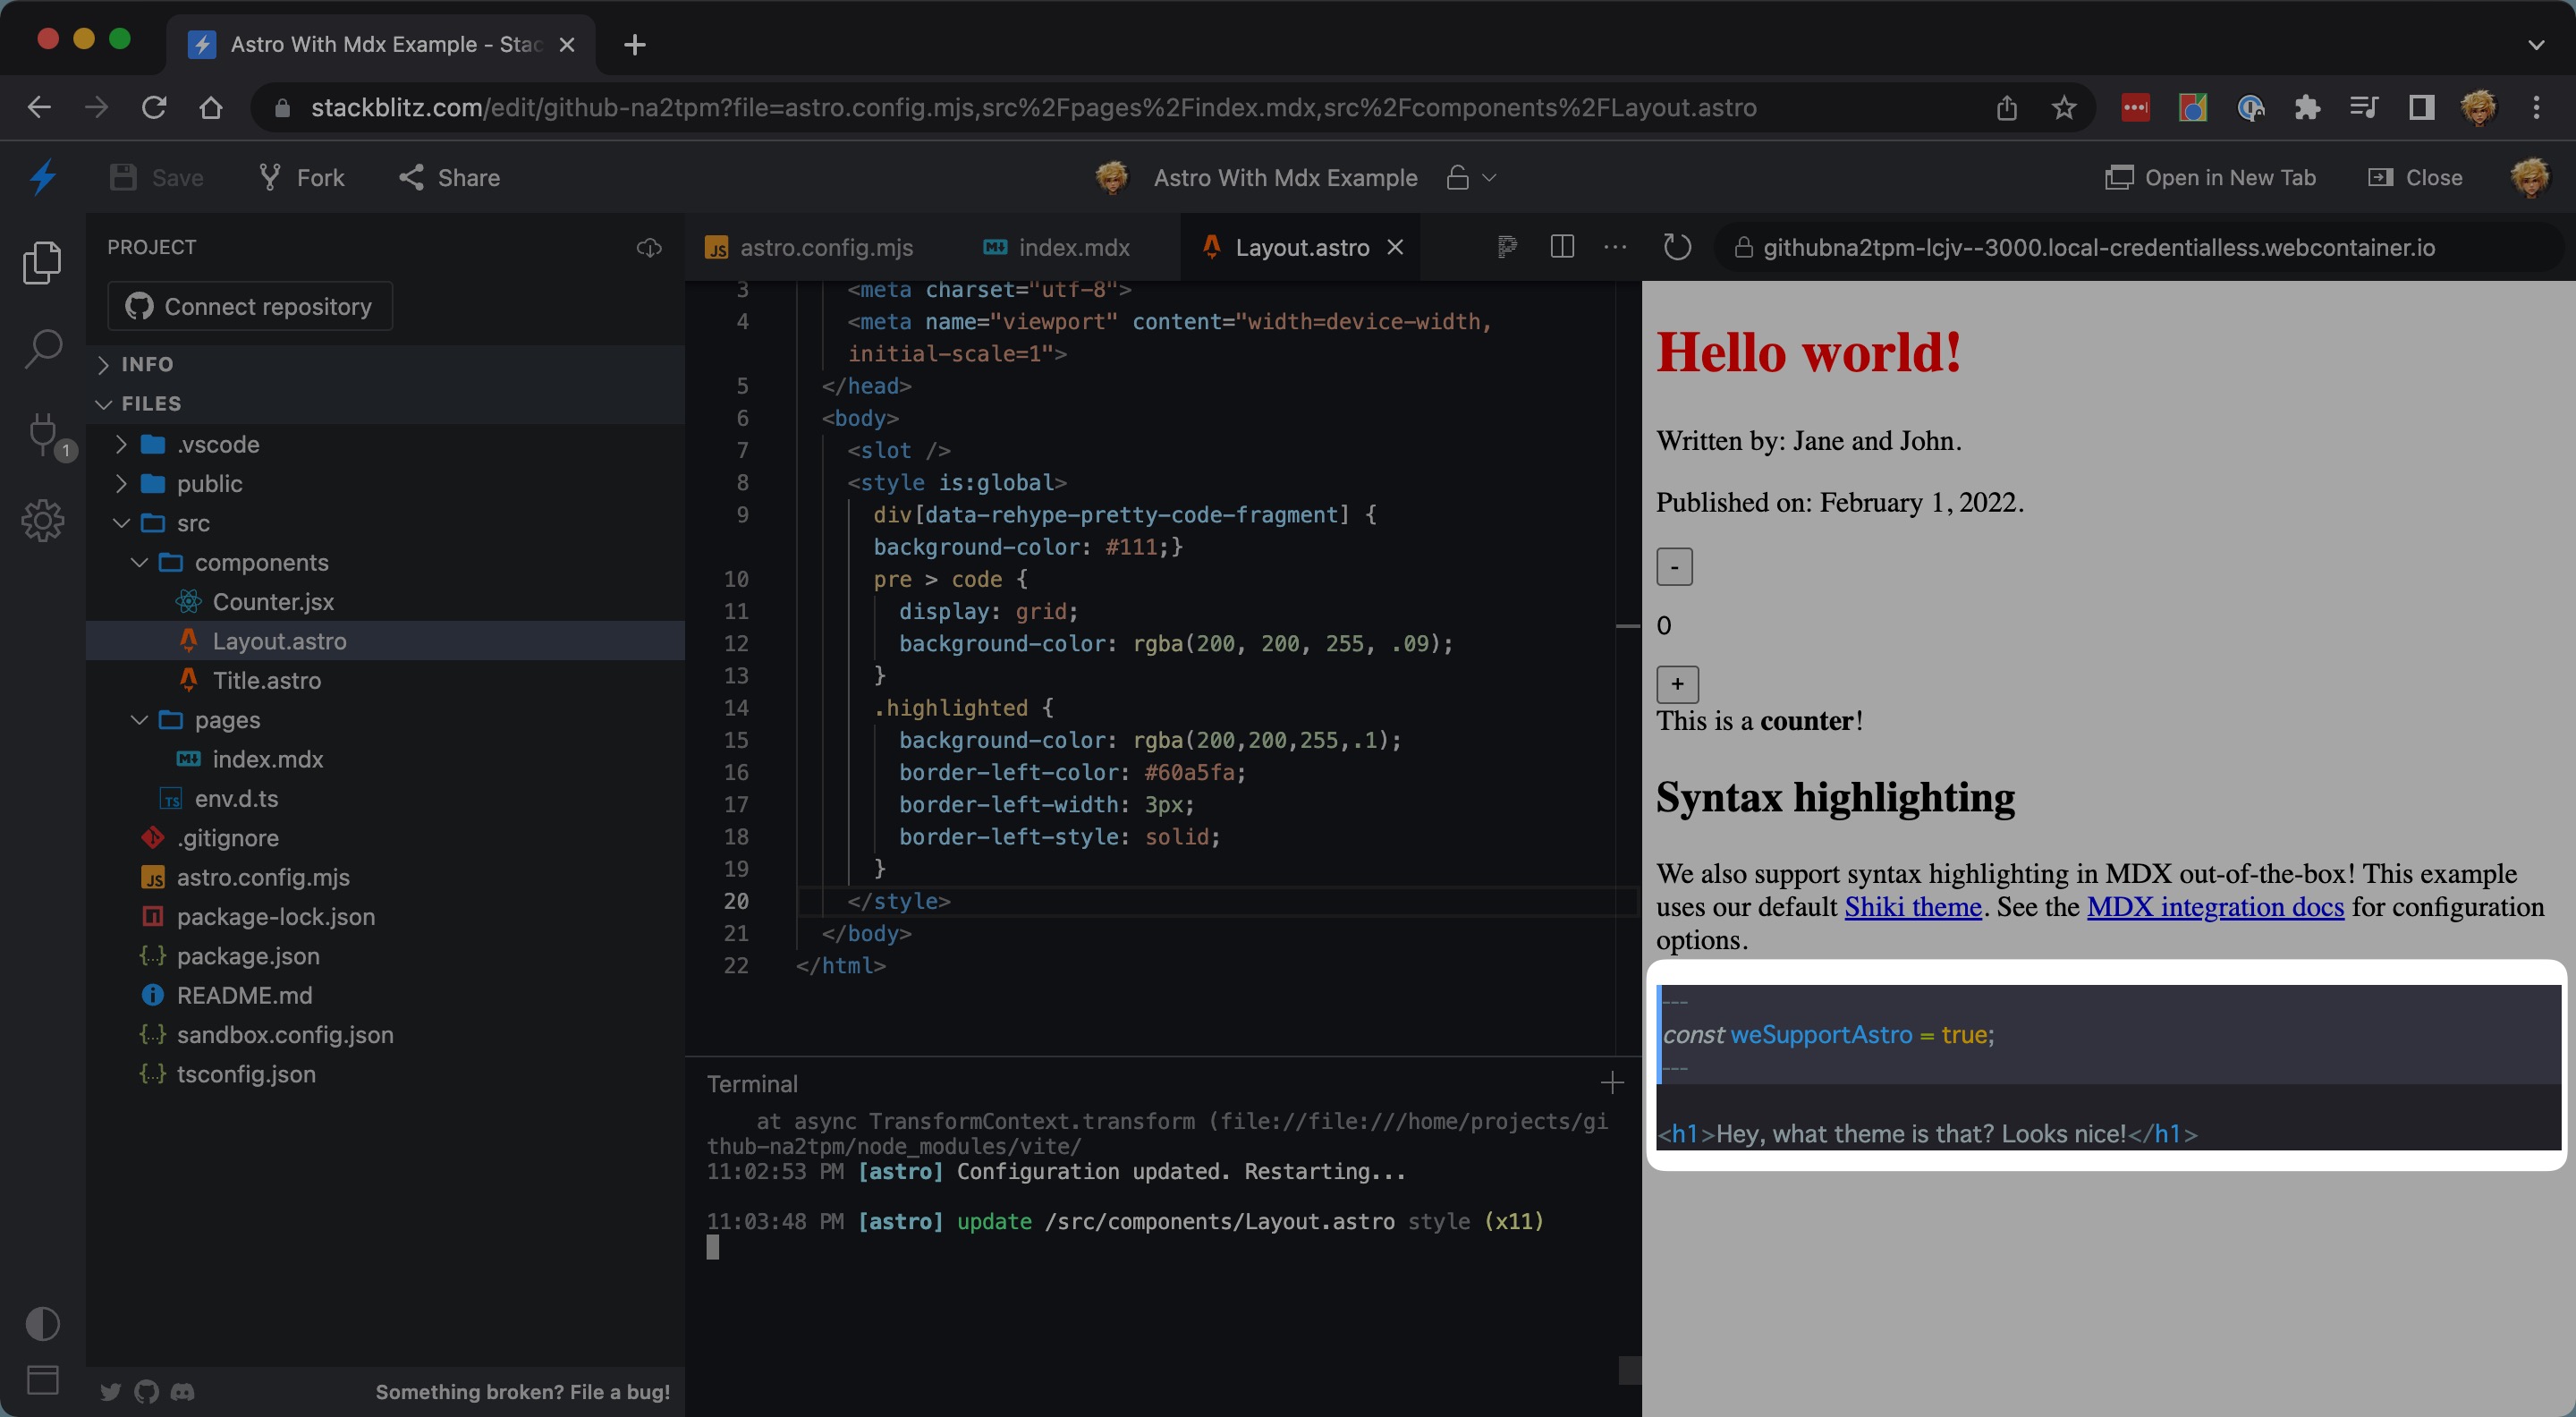 Astro With Mdx Example - Stac
stackblitz.com/edit/github-na2tpm?file=astro.config.mjs,src%2Fpages%2Findex.mdx,src%2Fcomponents%2FLayout.astro
Save
Fork
Share
Astro With Mdx Example
Open in New Tab
Close
PROJECT
Connect repository
INFO
FILES
.vscode
public
src
components
Counter.jsx
Layout.astro
Title.astro
pages
index.mdx
TS env.d.ts
.gitignore
JS astro.config.mjs
package-lock.json
{..} package.json
README.md
{..} sandbox.config.json
{..} tsconfig.json
1
Something broken? File a bug!
JS astro.config.mjs
index.mdx
Layout.astro
3 <meta charset="utf-8">
4 <meta name="viewport" content="width=device-width,
initial-scale=1">
5 </head>
6 <body>
7 <slot />
8 <style is:global>
9 div[data-rehype-pretty-code-fragment] {
background-color: #111;}
10 pre > code {
11 display: grid;
12 background-color: rgba(200, 200, 255, .09);
13 }
14 .highlighted {
15 background-color: rgba(200,200,255,.1);
16 border-left-color: #60a5fa;
17 border-left-width: 3px;
18 border-left-style: solid;
19 }
20 </style>
21 </body>
22 </html>
Terminal
at async TransformContext.transform (file://file:///home/projects/gi
thub-na2tpm/node_modules/vite/
11:02:53 PM [astro] Configuration updated. Restarting...
11:03:48 PM [astro] update /src/components/Layout.astro style (x11)
githubna2tpm-lcjv--3000.local-credentialless.webcontainer.io
Hello world!
Written by: Jane and John.
Published on: February 1, 2022.
-
0
+
This is a counter!
Syntax highlighting
We also support syntax highlighting in MDX out-of-the-box! This example
uses our default Shiki theme. See the MDX integration docs for configuration
options.
---
const weSupportAstro = true;
---
<h1>Hey, what theme is that? Looks nice!</h1>